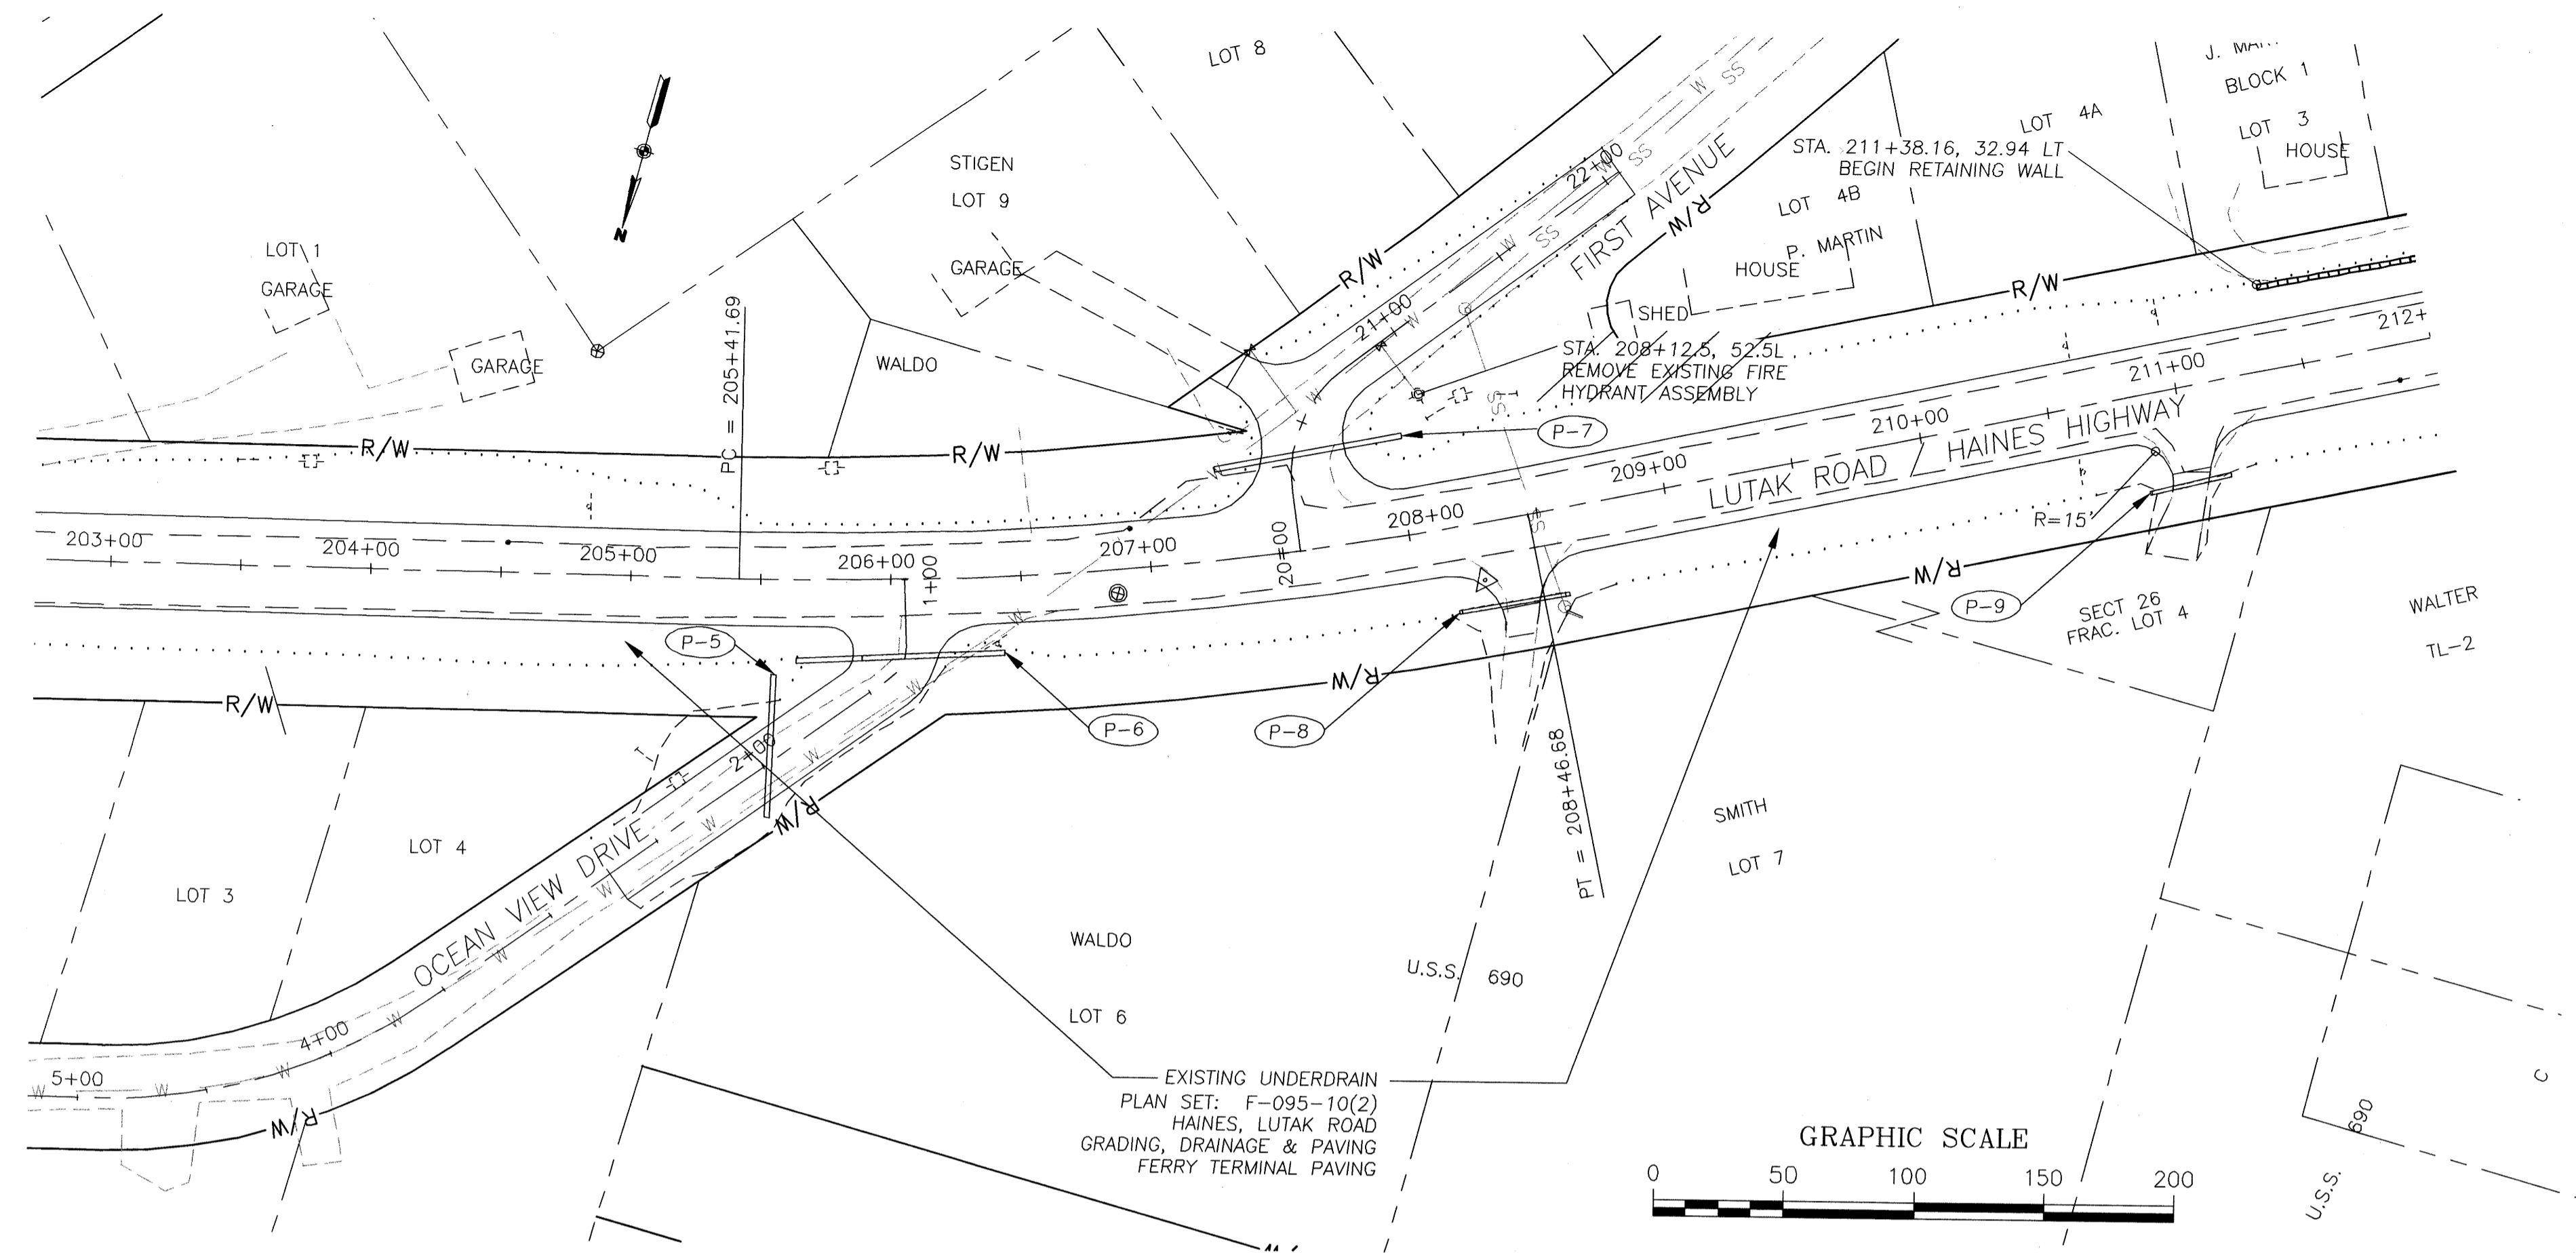 LOT 8
J. MA
BLOCK 1
LOT 3
HOUSE
LOT 4A
STA. 211+38.16, 32.94 LT
BEGIN RETAINING WALL
STIGEN
LOT 9
GARAGE
W
SS
22+00
W
SS
W
SS
FIRST AVENUE
R/W
LOT 4B
P. MARTIN
HOUSE
SHED
LOT 1
GARAGE
GARAGE
N
PC = 205+41.69
WALDO
R/W
21+00
W
W
STA. 208+12.5, 52.5L
REMOVE EXISTING FIRE
HYDRANT ASSEMBLY
SS
R/W
212+
211+00
210+00
209+00
LUTAK ROAD / HAINES HIGHWAY
R/W
R/W
P-7
W
203+00
204+00
205+00
206+00
207+00
208+00
1+00
20+00
SS
R=15'
P-9
SECT 26
FRAC. LOT 4
WALTER
TL-2
R/W
P-5
W
P-6
P-8
R/W
R/W
W
2+00
W
R/W
W
PT = 208+46.68
SMITH
LOT 7
LOT 4
LOT 3
OCEAN VIEW DRIVE
W
W
W
4+00
W
5+00
W
W
R/W
WALDO
LOT 6
U.S.S. 690
EXISTING UNDERDRAIN
PLAN SET: F-095-10(2)
HAINES, LUTAK ROAD
GRADING, DRAINAGE & PAVING
FERRY TERMINAL PAVING
GRAPHIC SCALE
0 50 100 150 200
C
690
U.S.S.